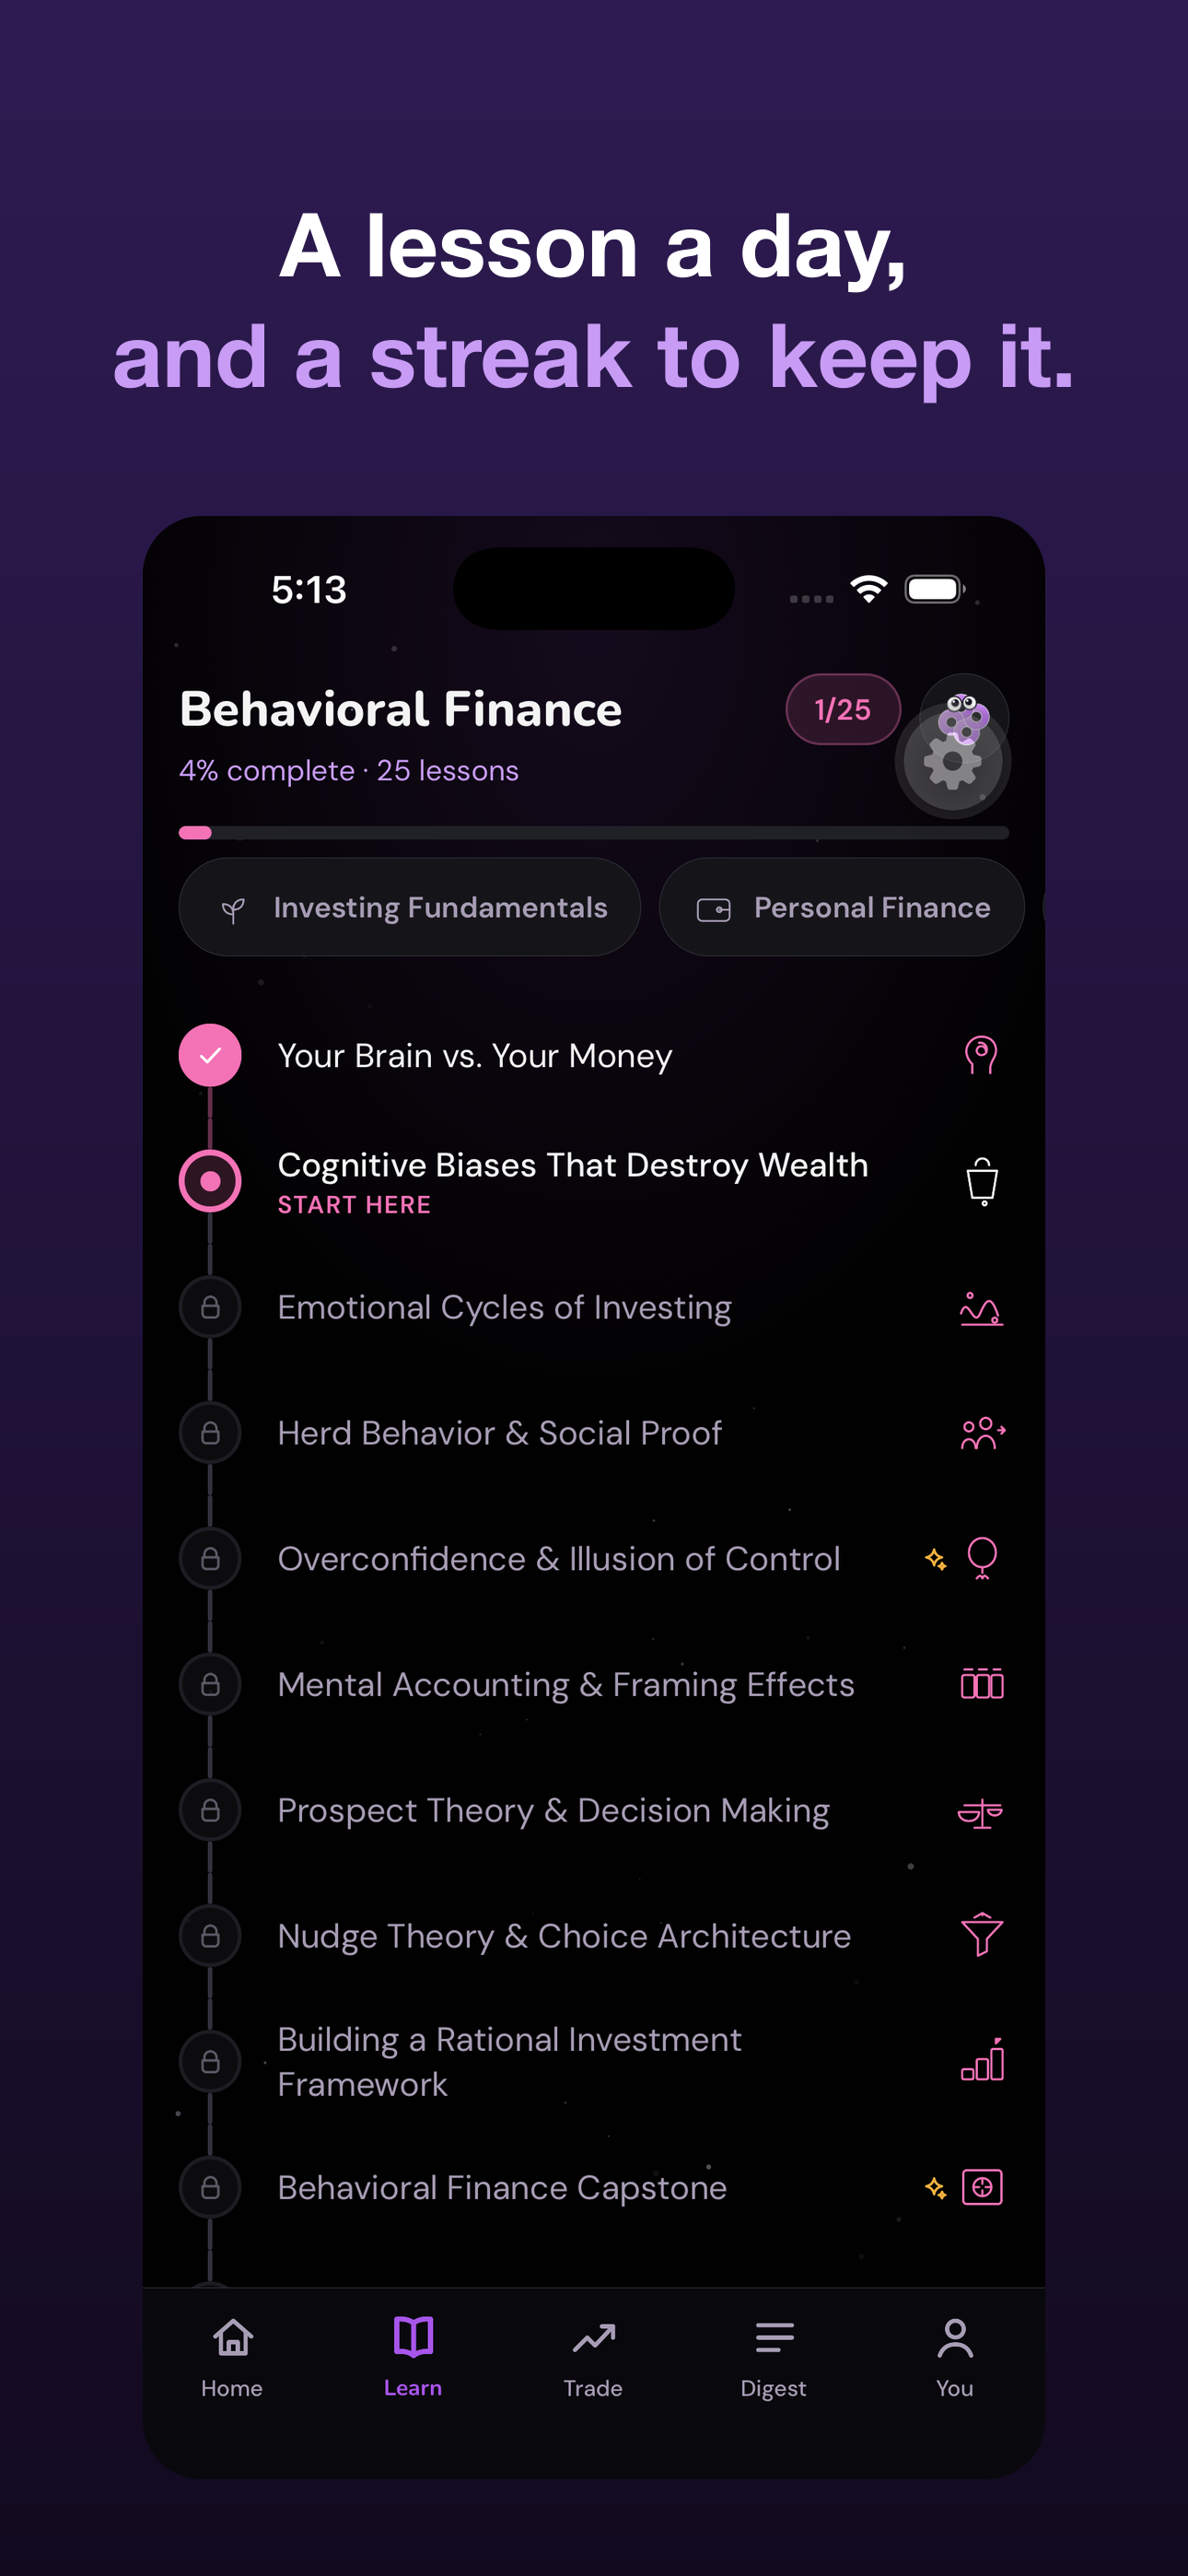 A lesson a day,
and a streak to keep it.
5:13
Behavioral Finance
1/25
4% complete · 25 lessons
Investing Fundamentals
Personal Finance
Your Brain vs. Your Money
Cognitive Biases That Destroy Wealth
START HERE
Emotional Cycles of Investing
Herd Behavior & Social Proof
Overconfidence & Illusion of Control
Mental Accounting & Framing Effects
Prospect Theory & Decision Making
Nudge Theory & Choice Architecture
Building a Rational Investment
Framework
Behavioral Finance Capstone
Home
Learn
Trade
Digest
You